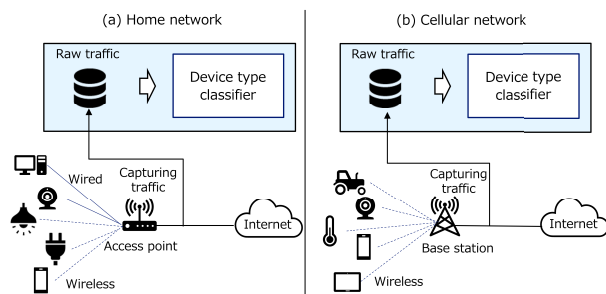 (a) Home network
Raw traffic
Device type
classifier
Capturing
traffic
Wired
Access point
Internet
Wireless
(b) Cellular network
Raw traffic
Device type
classifier
Capturing
traffic
Base station
Internet
Wireless